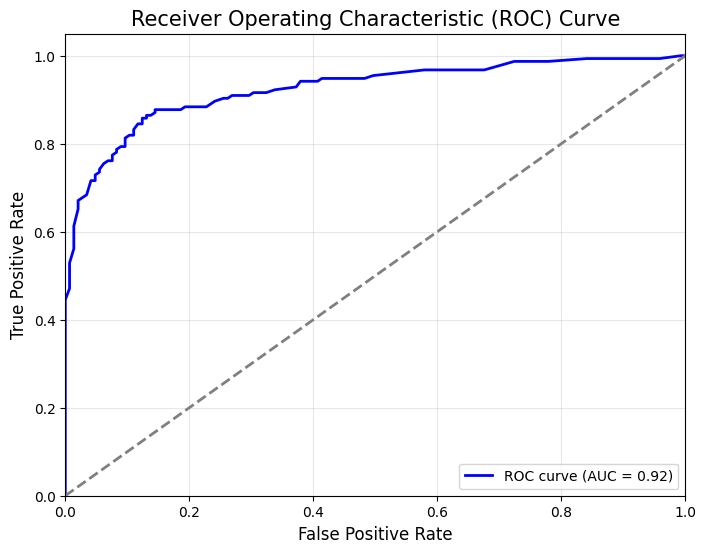 Receiver Operating Characteristic (ROC) Curve
1.0
0.8
0.6
0.4
0.2
0.0
True Positive Rate
ROC curve (AUC = 0.92)
0.0 0.2 0.4 0.6 0.8 1.0
False Positive Rate